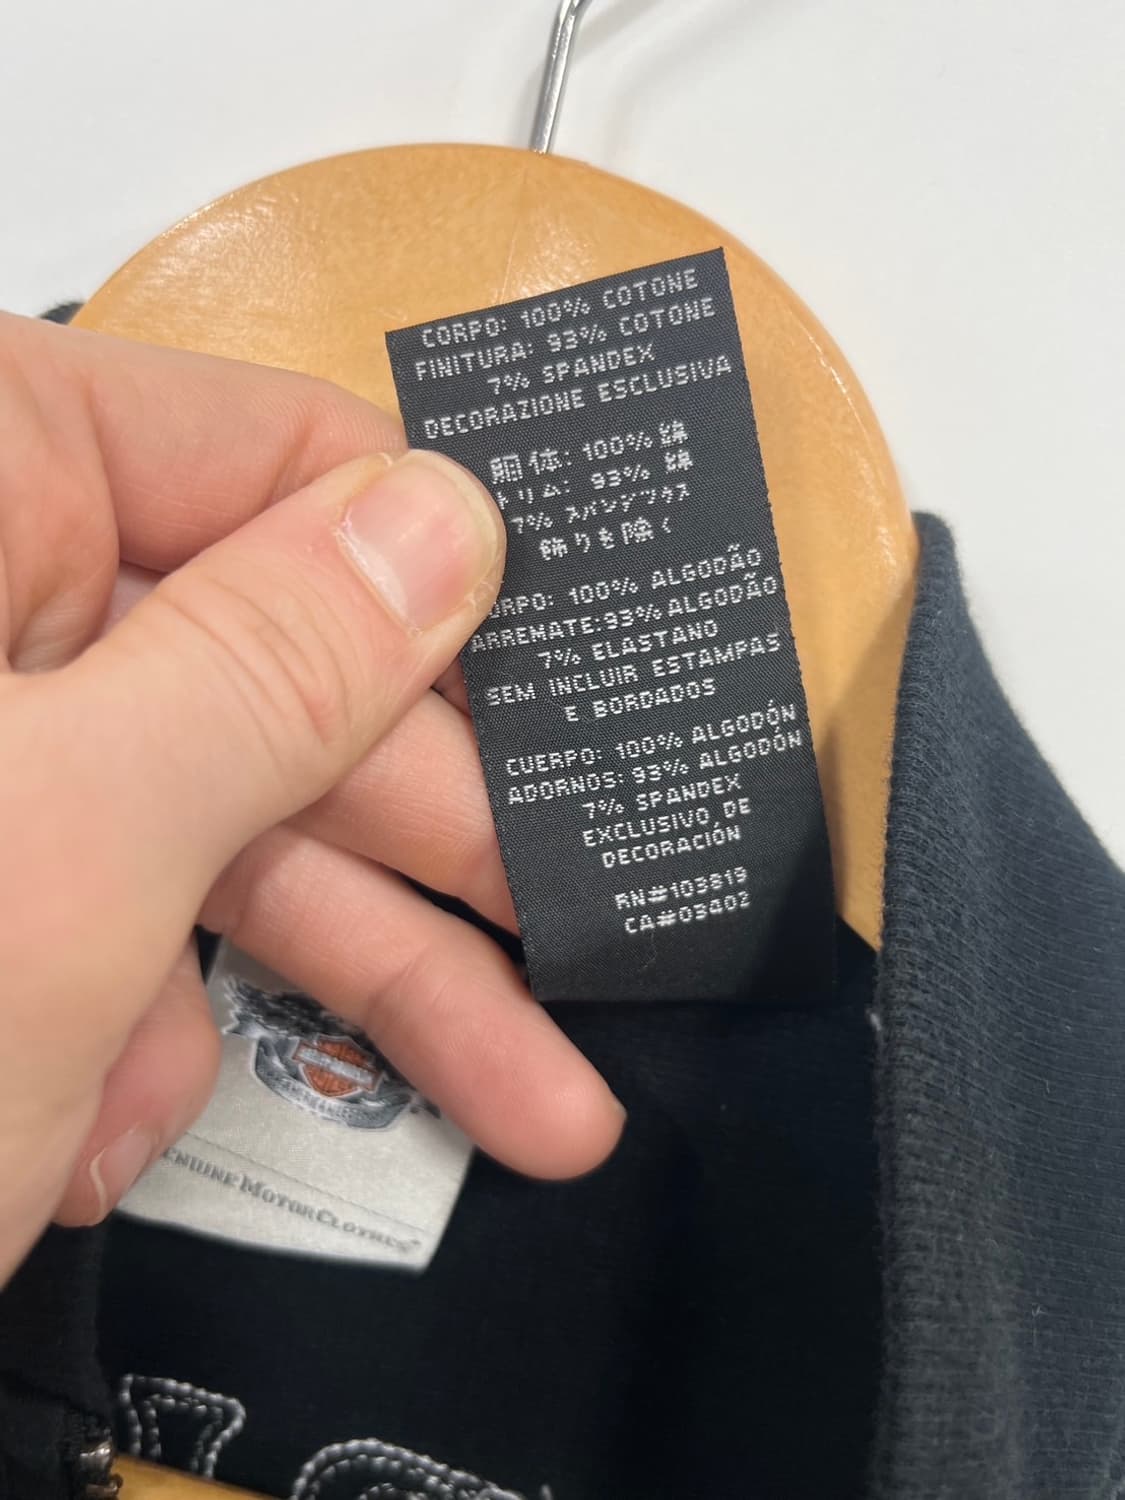 CORPO: 100% COTONE
FINITURA: 93% COTONE
7% SPANDEX
DECORAZIONE ESCLUSIVA
胴体: 100% 綿
トリム: 93% 綿
7% スパンデックス
飾りを除く
ORPO: 100% ALGODÃO
ARREMATE:93% ALGODÃO
7% ELASTANO
SEM INCLUIR ESTAMPAS
E BORDADOS
CUERPO: 100% ALGODÓN
ADORNOS: 93% ALGODÓN
7% SPANDEX
EXCLUSIVO DE
DECORACIÓN
RN#103819
CA#03402
ENUINE MOTORCLOTHES